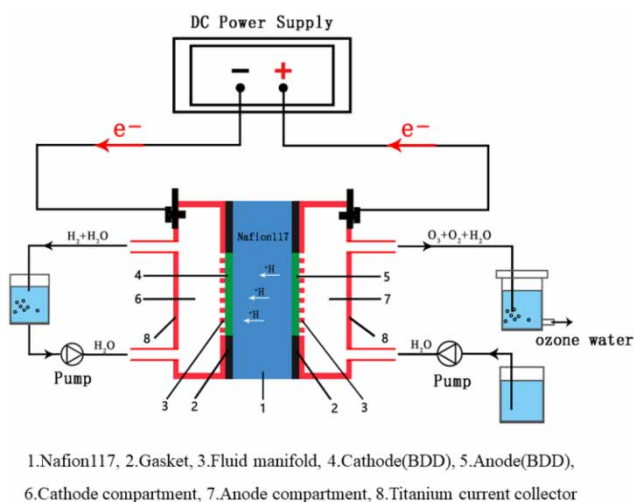 DC Power Supply
− +
e− e−
Nafion117
H₂+H₂O O₃+O₂+H₂O
4 ⁺H 5
6 ⁺H 7
⁺H
8 8
ozone water
H₂O H₂O
Pump Pump
3 2 1 2 3
1.Nafion117, 2.Gasket, 3.Fluid manifold, 4.Cathode(BDD), 5.Anode(BDD),
6.Cathode compartment, 7.Anode compartment, 8.Titanium current collector